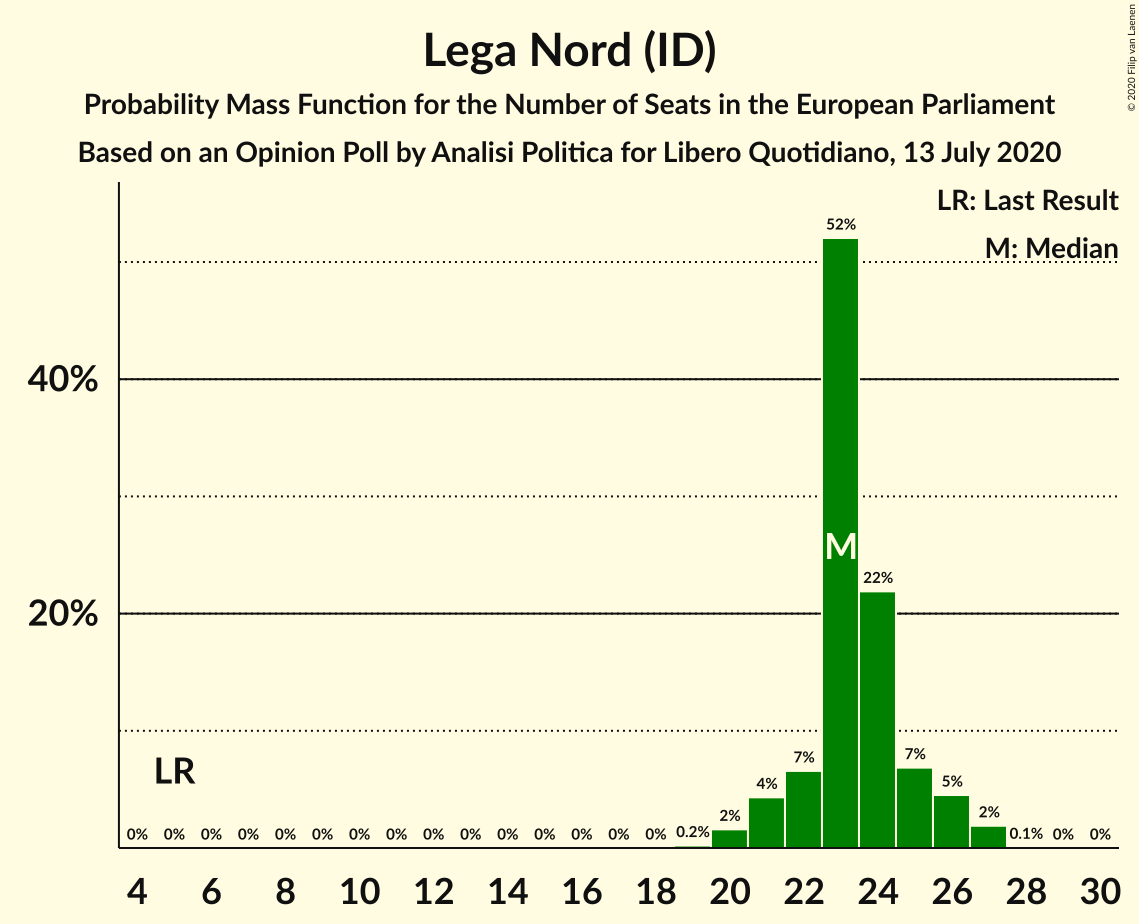 Lega Nord (ID)
Probability Mass Function for the Number of Seats in the European Parliament
Based on an Opinion Poll by Analisi Politica for Libero Quotidiano, 13 July 2020
© 2020 Filip van Laenen
LR: Last Result
M: Median
52%
40%
M
22%
20%
LR
0% 0% 0% 0% 0% 0% 0% 0% 0% 0% 0% 0% 0% 0% 0% 0.2% 2% 4% 7% 7% 5% 2% 0.1% 0% 0%
4 6 8 10 12 14 16 18 20 22 24 26 28 30